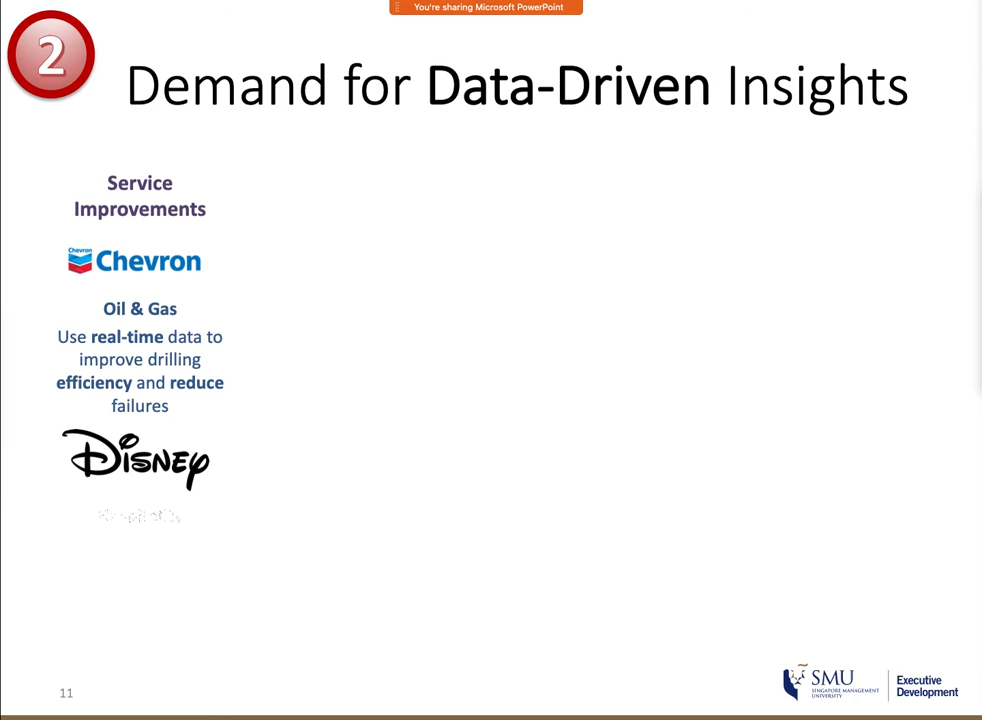 You're sharing Microsoft PowerPoint
2
Demand for Data-Driven Insights
Service
Improvements
Chevron
Chevron
Oil & Gas
Use real-time data to
improve drilling
efficiency and reduce
failures
Disney
11
SMU
SINGAPORE MANAGEMENT
UNIVERSITY
Executive
Development